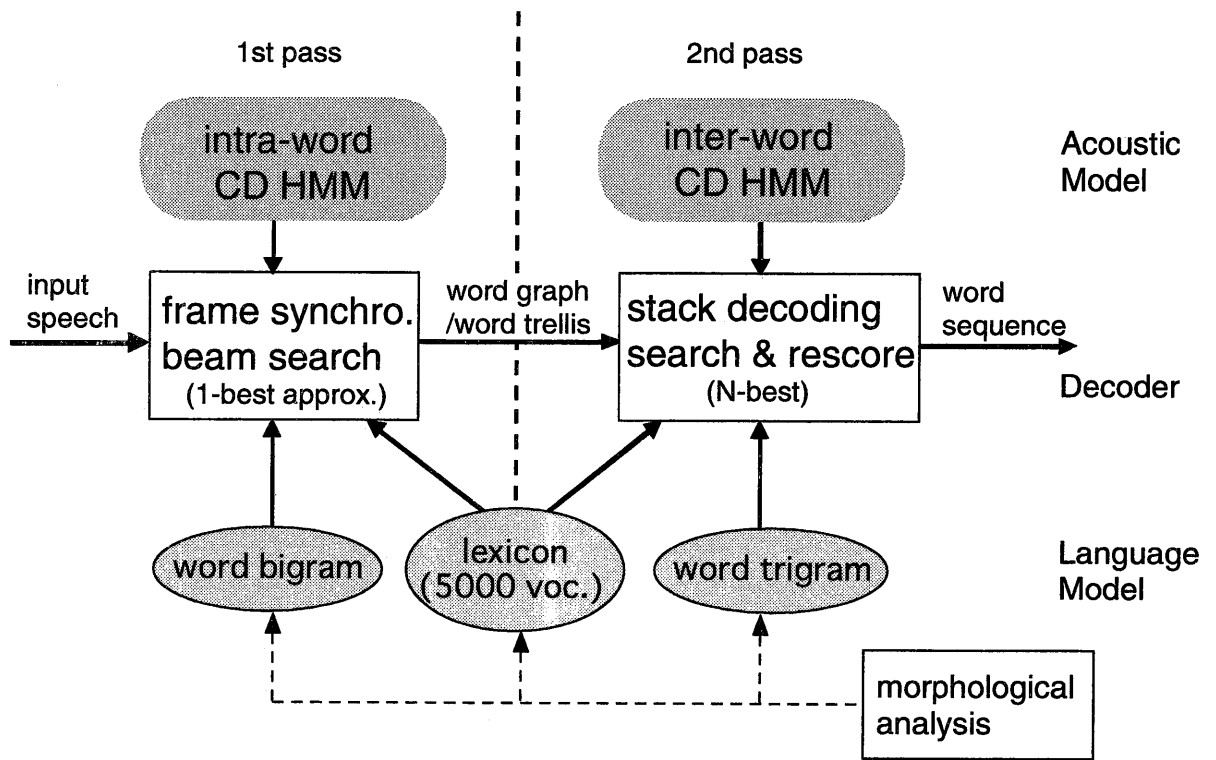 1st pass
2nd pass
intra-word
CD HMM
inter-word
CD HMM
Acoustic
Model
input
speech
frame synchro.
beam search
(1-best approx.)
word graph
/word trellis
stack decoding
search & rescore
(N-best)
word
sequence
Decoder
word bigram
lexicon
(5000 voc.)
word trigram
Language
Model
morphological
analysis